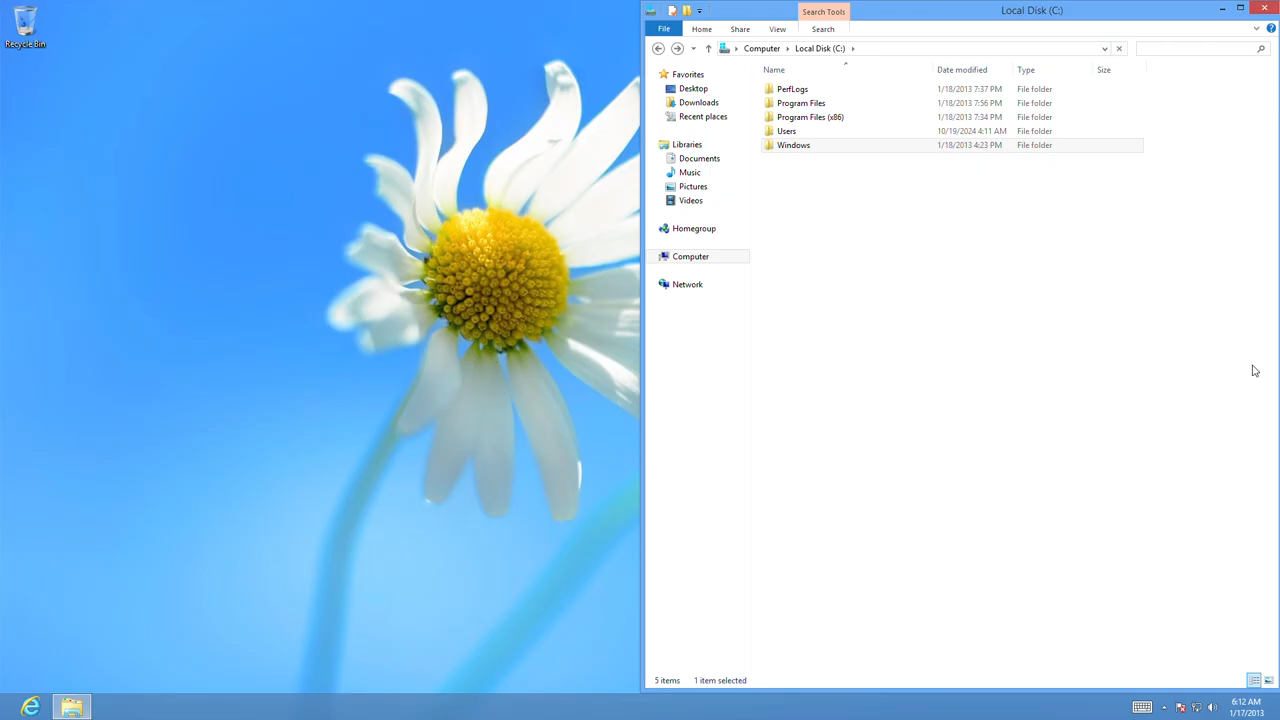 Recycle Bin
Search Tools
Local Disk (C:)
File Home Share View Search
Computer Local Disk (C:)
Name Date modified Type Size
Favorites
Desktop
Downloads
Recent places
Libraries
Documents
Music
Pictures
Videos
Homegroup
Computer
Network
PerfLogs 1/18/2013 7:37 PM File folder
Program Files 1/18/2013 7:56 PM File folder
Program Files (x86) 1/18/2013 7:34 PM File folder
Users 10/19/2024 4:11 AM File folder
Windows 1/18/2013 4:23 PM File folder
5 items 1 item selected
6:12 AM
1/17/2013